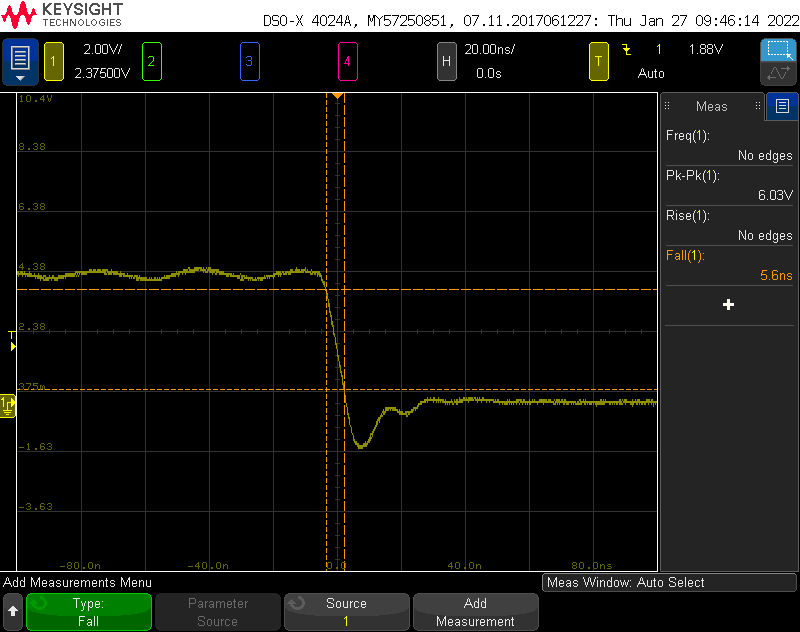 KEYSIGHT
TECHNOLOGIES
DSO-X 4024A, MY57250851, 07.11.2017061227: Thu Jan 27 09:46:14 2022
1 2.00V/ 2 3 4 H 20.00ns/ T 1 1.88V
2.37500V 0.0s Auto
Meas
Freq(1):
No edges
Pk-Pk(1):
6.03V
Rise(1):
No edges
Fall(1):
5.6ns
+
10.4V
8.38
6.38
4.38
T
2.38
375m
1
-1.63
-3.63
-80.0n -40.0n 0.0 40.0n 80.0ns
Add Measurements Menu
Meas Window: Auto Select
Type:
Fall
Parameter
Source
Source
1
Add
Measurement